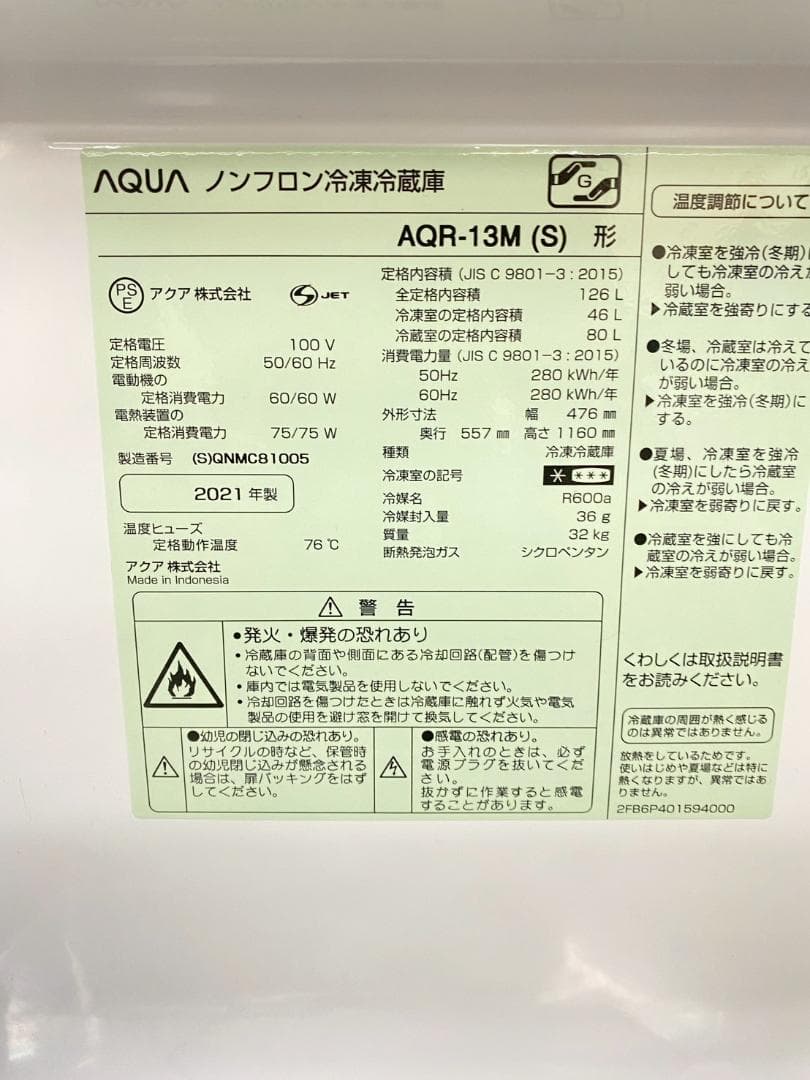 AQUA ノンフロン冷凍冷蔵庫
G
AQR-13M (S) 形
PS
E
アクア 株式会社
S JET
定格電圧 100 V
定格周波数 50/60 Hz
電動機の
定格消費電力 60/60 W
電熱装置の
定格消費電力 75/75 W
製造番号 (S)QNMC81005
2021 年製
温度ヒューズ
定格動作温度 76 ℃
アクア 株式会社
Made in Indonesia
定格内容積 (JIS C 9801-3 : 2015)
全定格内容積 126 L
冷凍室の定格内容積 46 L
冷蔵室の定格内容積 80 L
消費電力量 (JIS C 9801-3 : 2015)
50Hz 280 kWh/年
60Hz 280 kWh/年
外形寸法 幅 476 ㎜
奥行 557 ㎜ 高さ 1160 ㎜
種類 冷凍冷蔵庫
冷凍室の記号
冷媒名 R600a
冷媒封入量 36 g
質量 32 kg
断熱発泡ガス シクロペンタン
警 告
●発火・爆発の恐れあり
・冷蔵庫の背面や側面にある冷却回路(配管)を傷つけ
ないでください。
・庫内では電気製品を使用しないでください。
・冷却回路を傷つけたときは冷蔵庫に触れず火気や電気
製品の使用を避け窓を開けて換気してください。
●幼児の閉じ込みの恐れあり。
リサイクルの時など、保管時
の幼児閉じ込みが懸念される
場合は、扉パッキングをはず
してください。
●感電の恐れあり。
お手入れのときは、必ず
電源プラグを抜いてくだ
さい。
抜かずに作業すると感電
することがあります。
温度調節について
●冷凍室を強冷(冬期)に
しても冷凍室の冷えが
弱い場合。
▶冷蔵室を強寄りにする
●冬場、冷蔵室は冷えて
いるのに冷凍室の冷え
が弱い場合。
▶冷凍室を強冷(冬期)に
する。
●夏場、冷凍室を強冷
(冬期)にしたら冷蔵室
の冷えが弱い場合。
▶冷凍室を弱寄りに戻す。
●冷蔵室を強にしても冷
蔵室の冷えが弱い場合。
▶冷凍室を弱寄りに戻す。
くわしくは取扱説明書
をお読みください。
冷蔵庫の周囲が熱く感じる
のは異常ではありません。
放熱をしているためです。
使いはじめや夏場などは特に
熱くなりますが、異常ではあ
りません。
2FB6P401594000